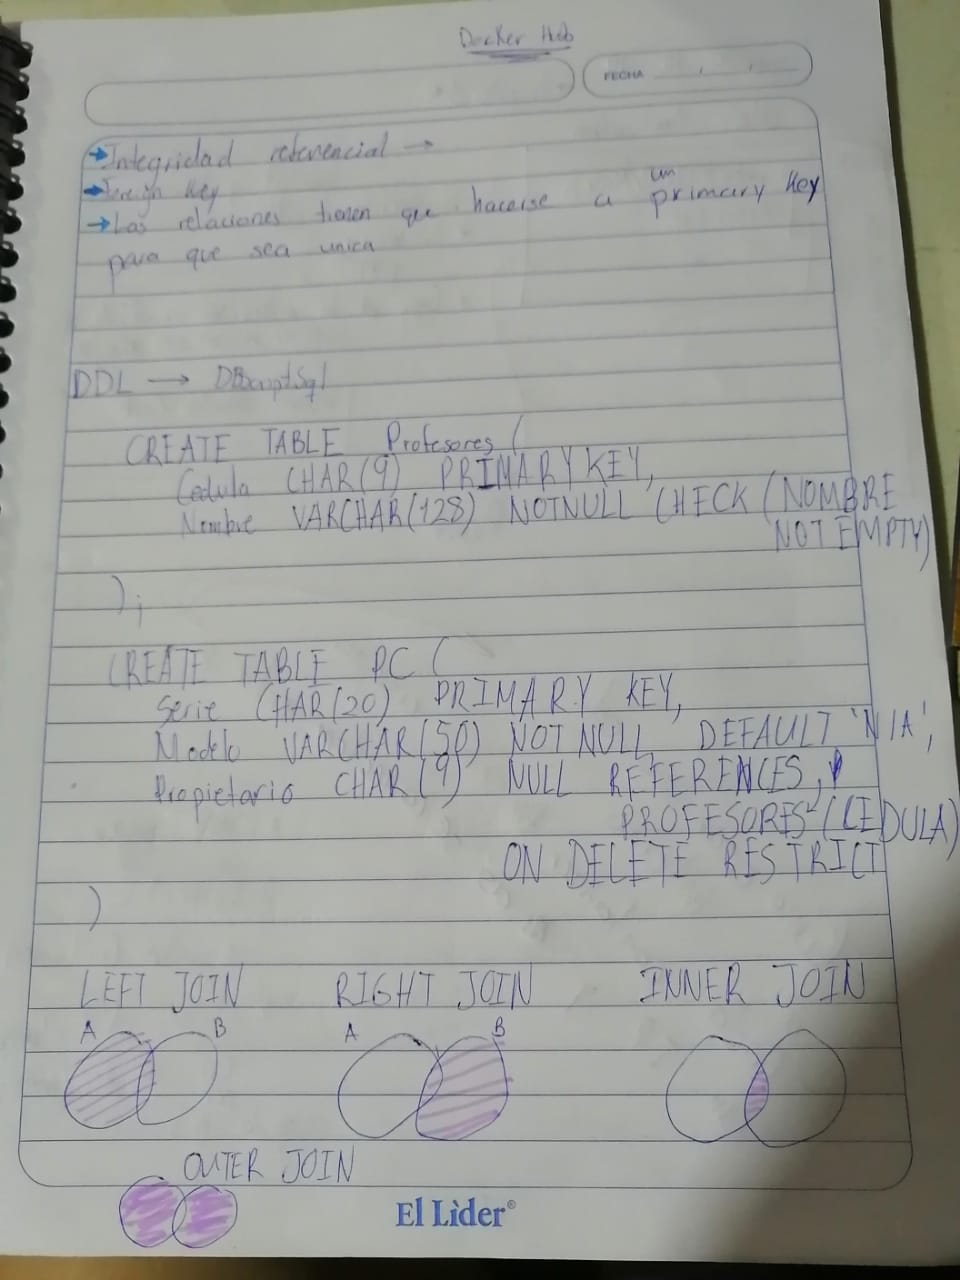 Docker Hub
FECHA
→Integridad referencial →
→Foreign Key
un
→Las relaciones tienen que hacerse a primary Key
para que sea unica
DDL → DBscriptSql
CREATE TABLE Profesores (
Cedula CHAR(9) PRIMARY KEY,
Nombre VARCHAR(128) NOTNULL CHECK (NOMBRE
NOT EMPTY)
);
CREATE TABLE PC (
Serie CHAR(20) PRIMARY KEY,
Modelo VARCHAR(50) NOT NULL, DEFAULT 'N/A',
Propietario CHAR(9) NULL REFERENCES,
PROFESORES (CEDULA)
ON DELETE RESTRICT
)
LEFT JOIN RIGHT JOIN INNER JOIN
A B A B
OUTER JOIN
El Lìder®